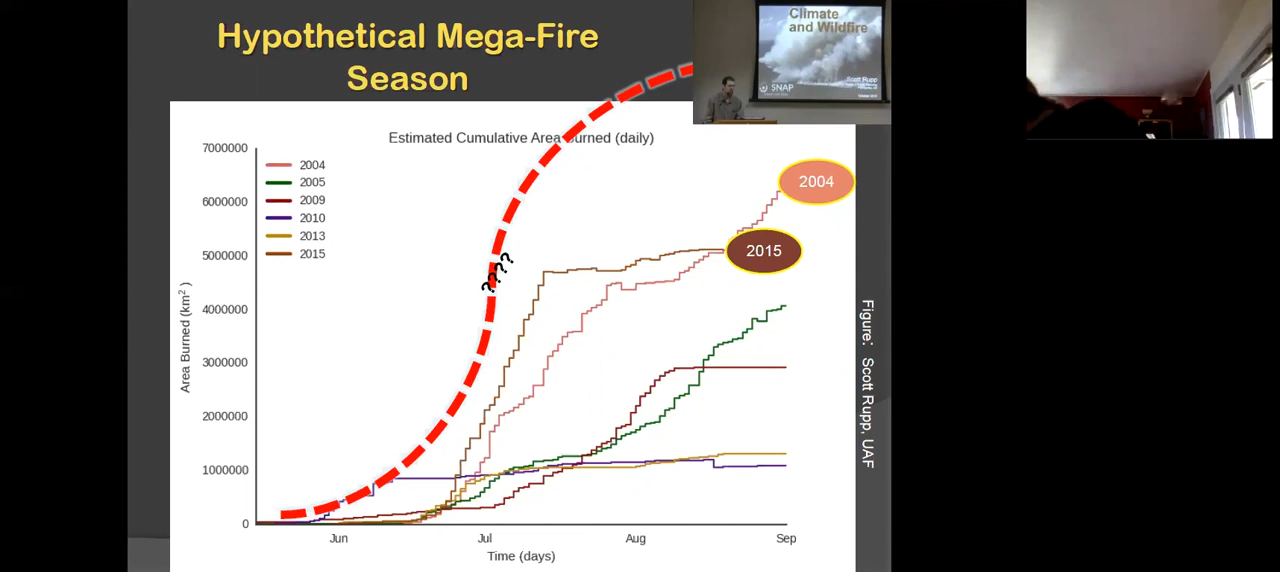 Hypothetical Mega-Fire
Season
Climate
and Wildfire
Scott Rupp
SNAP
Estimated Cumulative Area Burned (daily)
7000000
6000000
5000000
4000000
3000000
2000000
1000000
0
Area Burned (km²)
2004
2005
2009
2010
2013
2015
????
2004
2015
Jun
Jul
Aug
Sep
Time (days)
Figure: Scott Rupp, UAF